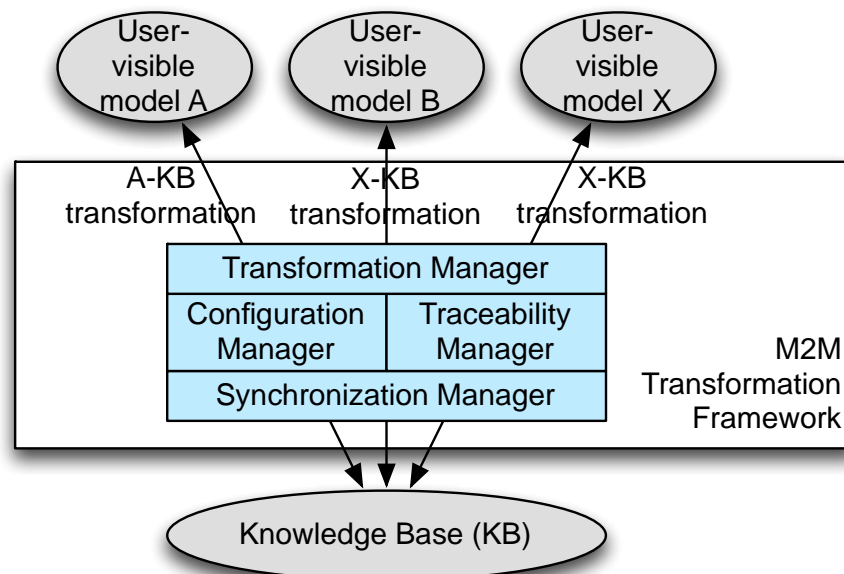 User-
visible
model A
User-
visible
model B
User-
visible
model X
A-KB
transformation
X-KB
transformation
X-KB
transformation
Transformation Manager
Configuration
Manager
Traceability
Manager
Synchronization Manager
M2M
Transformation
Framework
Knowledge Base (KB)